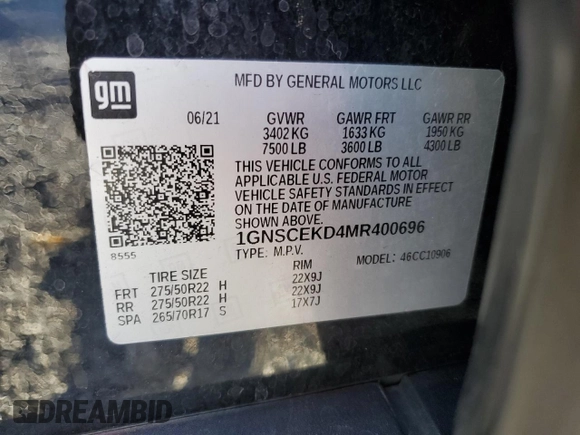 gm
MFD BY GENERAL MOTORS LLC
06/21 GVWR GAWR FRT GAWR RR
3402 KG 1633 KG 1950 KG
7500 LB 3600 LB 4300 LB
THIS VEHICLE CONFORMS TO ALL
APPLICABLE U.S. FEDERAL MOTOR
VEHICLE SAFETY STANDARDS IN EFFECT
ON THE DATE OF MANUFACTURE
SHOWN ABOVE.
1GNSCEKD4MR400696
8555
TYPE: M.P.V. MODEL: 46CC10906
TIRE SIZE RIM
FRT 275/50R22 H 22X9J
RR 275/50R22 H 22X9J
SPA 265/70R17 S 17X7J
DREAMBID